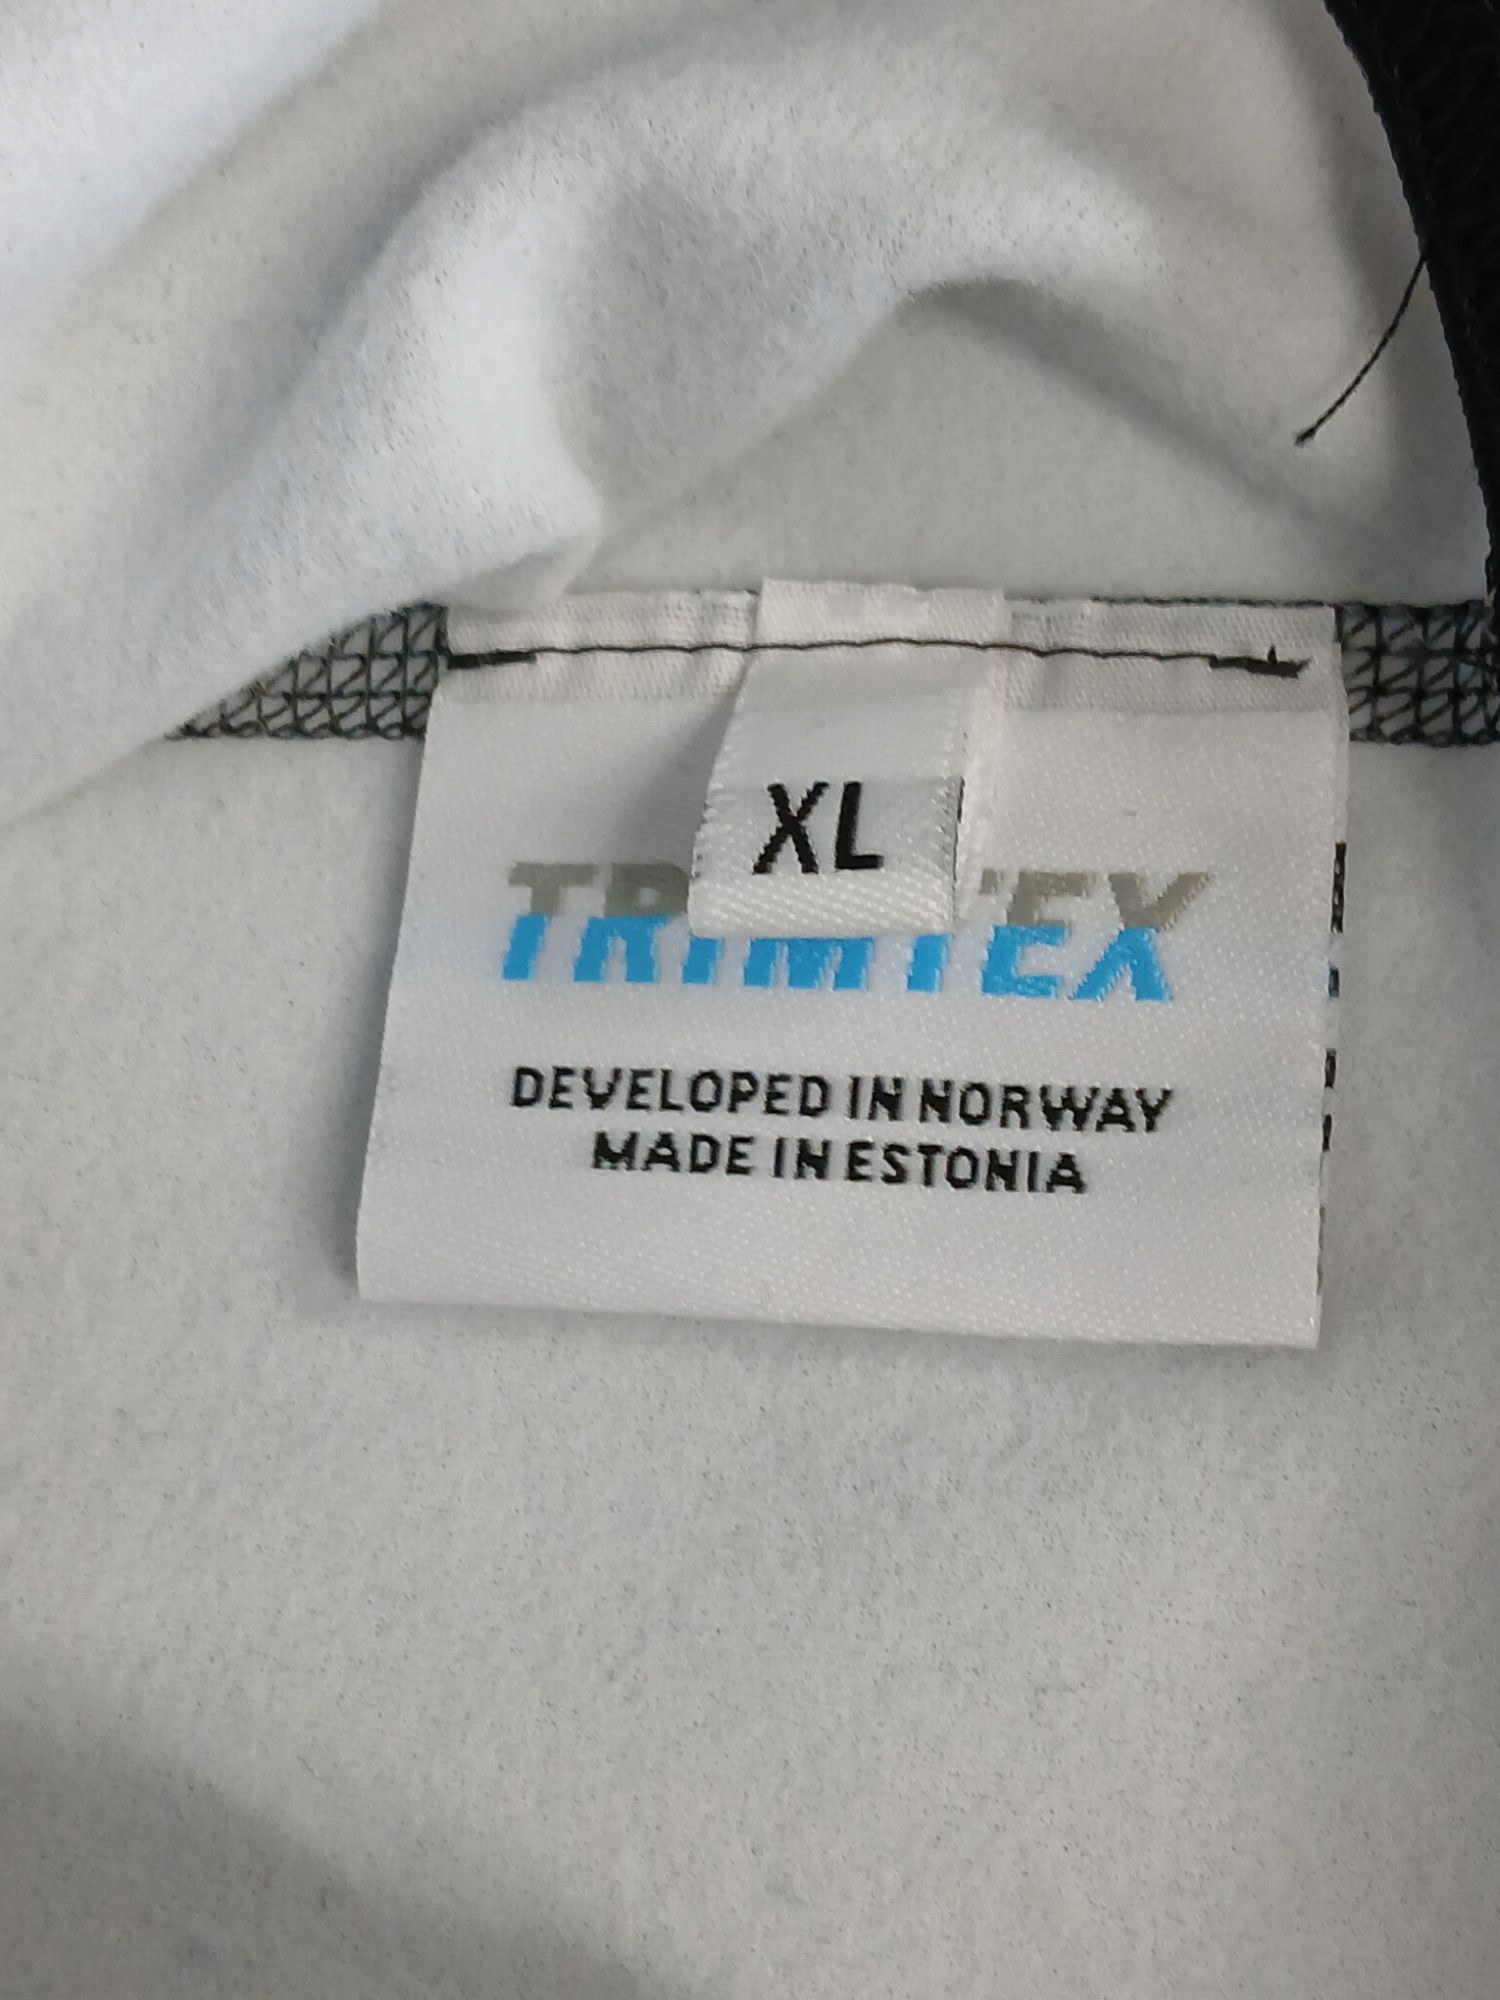 XL
TRIMTEX
DEVELOPED IN NORWAY
MADE IN ESTONIA